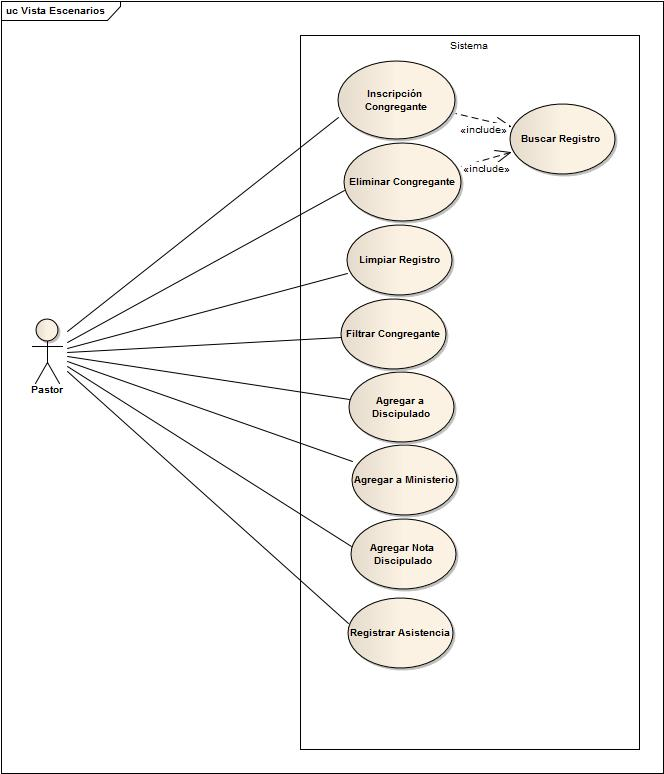 uc Vista Escenarios
Sistema
Inscripción
Congregante
«include»
Buscar Registro
Eliminar Congregante
«include»
Limpiar Registro
Filtrar Congregante
Pastor
Agregar a
Discipulado
Agregar a Ministerio
Agregar Nota
Discipulado
Registrar Asistencia